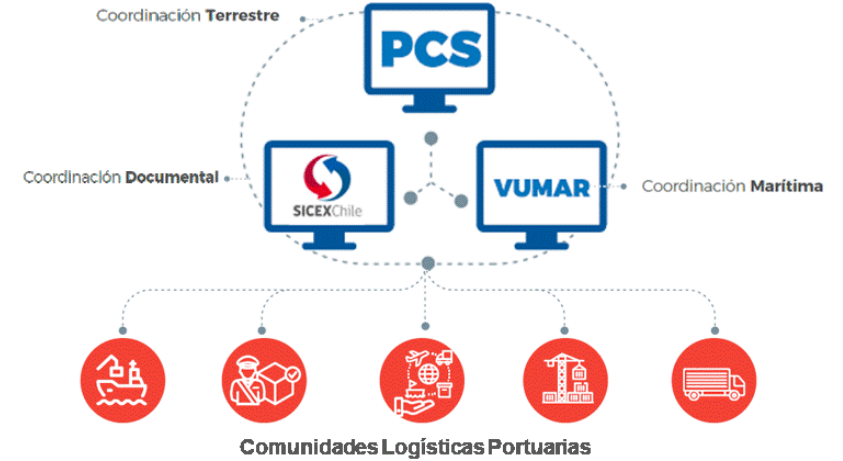 Coordinación Terrestre
PCS
Coordinación Documental
SICEXChile
VUMAR
Coordinación Marítima
Comunidades Logísticas Portuarias